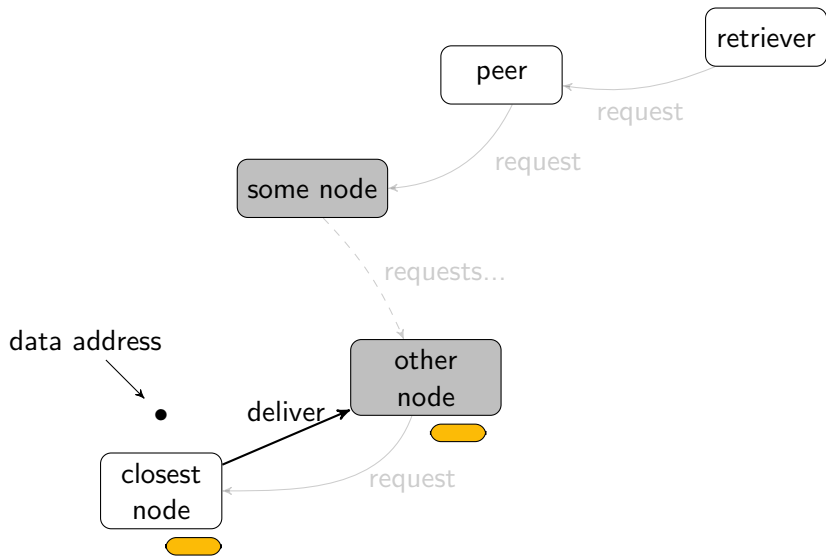 retriever
peer
request
request
some node
requests...
data address
other
node
deliver
closest
node
request